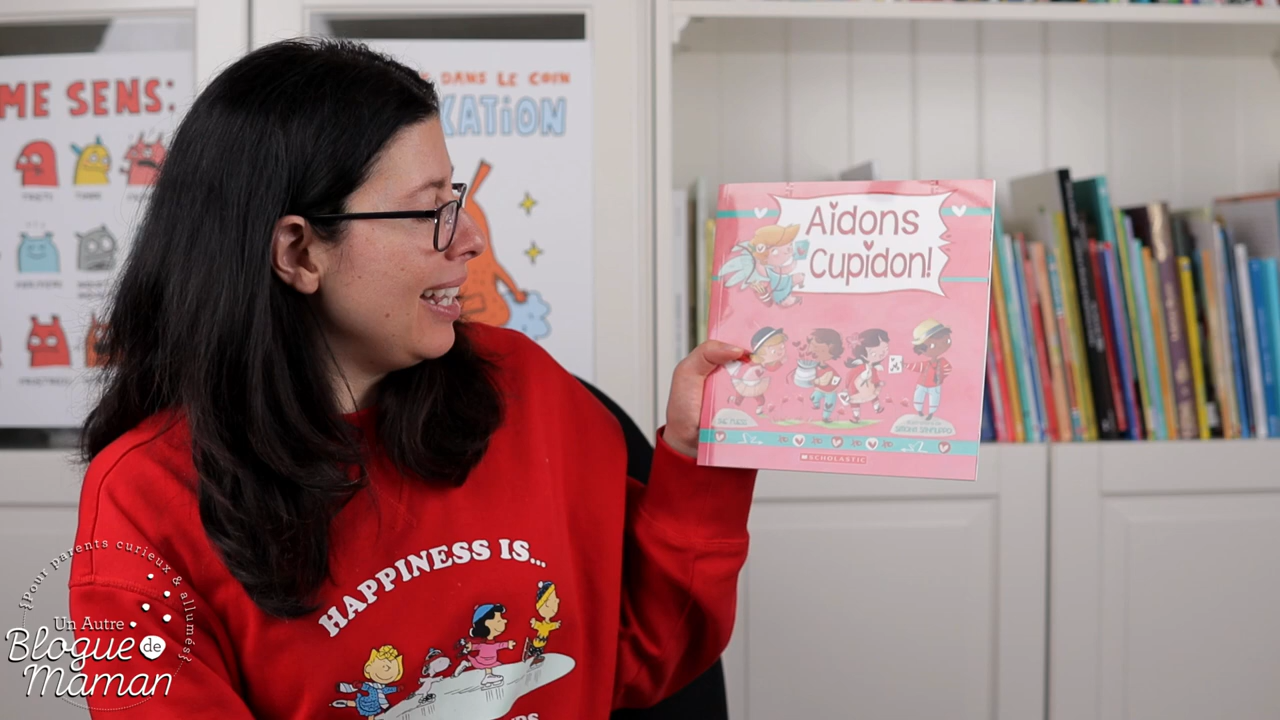 ME SENS:
DANS LE COIN
XATION
Aidons
Cupidon!
SCHOLASTIC
HAPPINESS IS...
{Pour parents curieux & allumés}
Un Autre
Blogue de
Maman